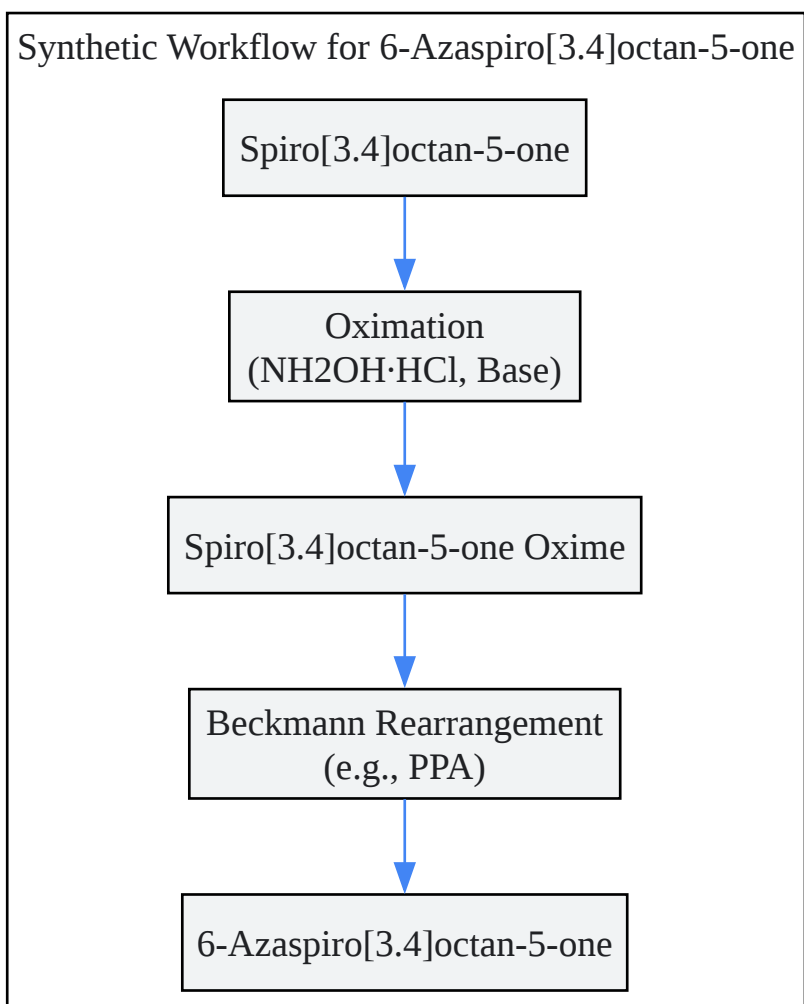 Synthetic Workflow for 6-Azaspiro[3.4]octan-5-one
Spiro[3.4]octan-5-one
Oximation
(NH2OH·HCl, Base)
Spiro[3.4]octan-5-one Oxime
Beckmann Rearrangement
(e.g., PPA)
6-Azaspiro[3.4]octan-5-one